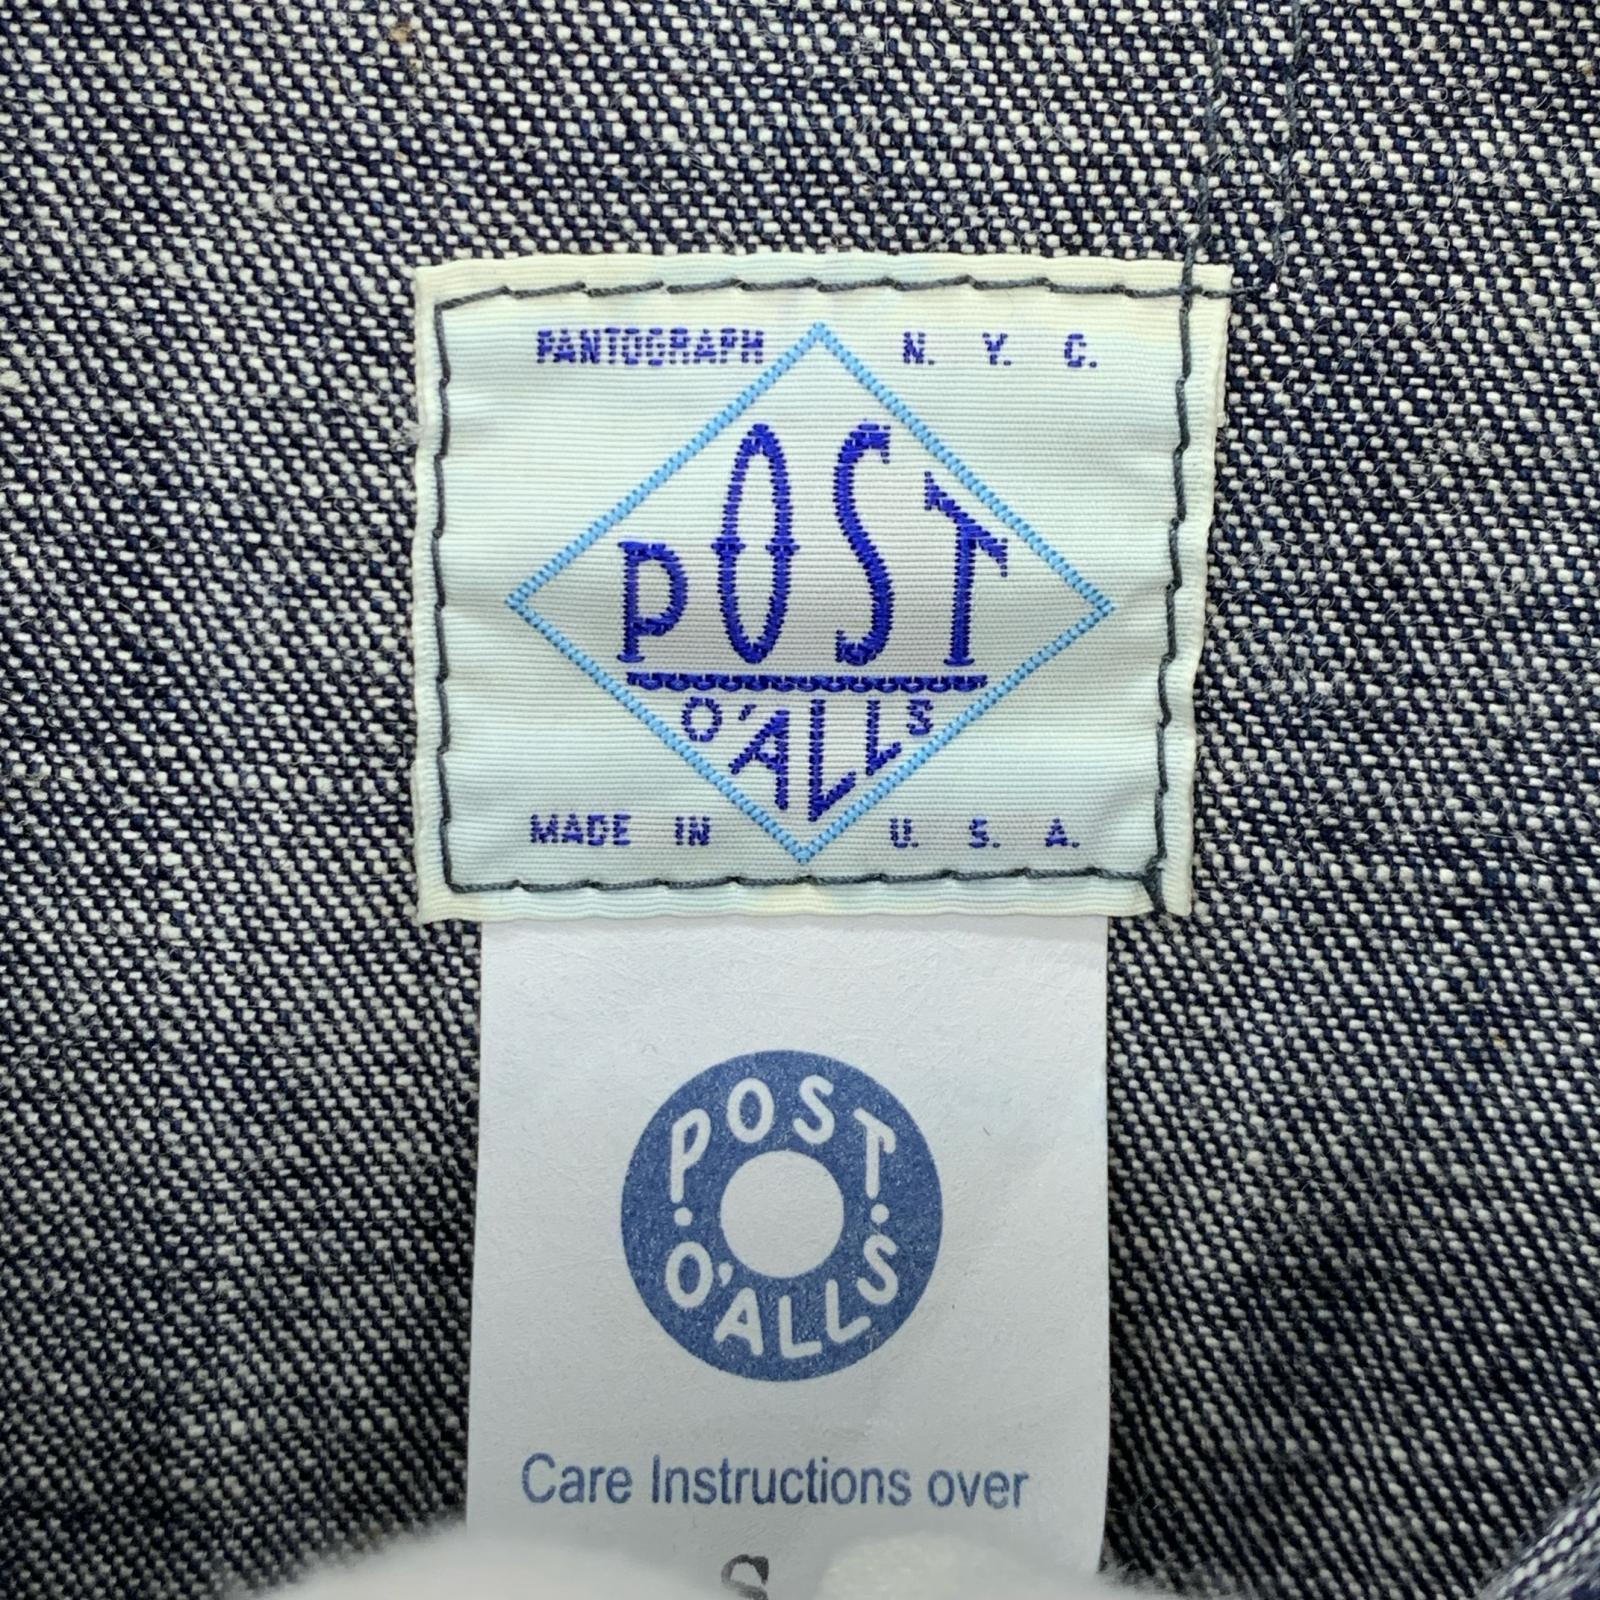 PANTOGRAPH N. Y. C.
POST
O'ALLS
MADE IN U. S. A.
POST
O'ALLS
Care Instructions over
S